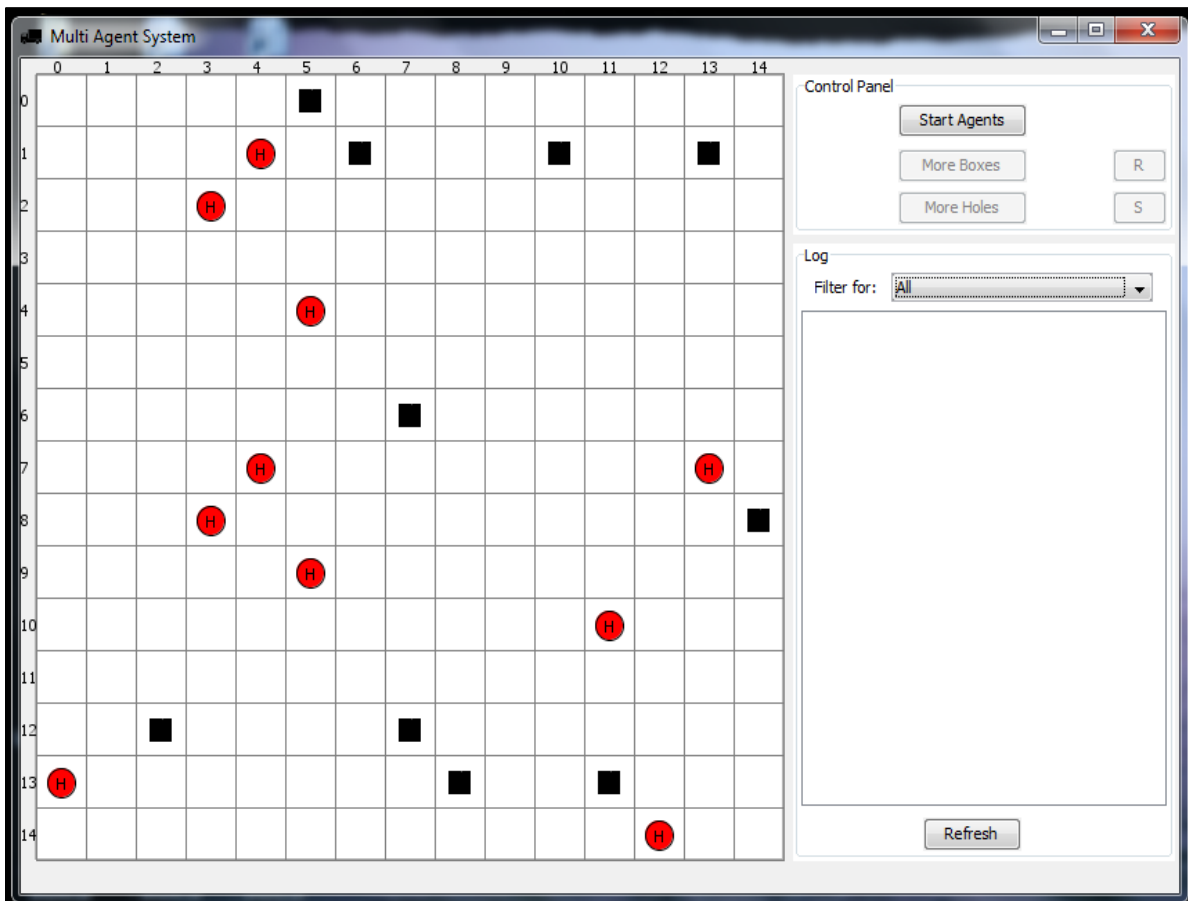 Multi Agent System
0 1 2 3 4 5 6 7 8 9 10 11 12 13 14
0
1 H
2 H
3
4 H
5
6
7 H H
8 H
9 H
10 H
11
12
13 H
14 H
Control Panel
Start Agents
More Boxes R
More Holes S
Log
Filter for: All
Refresh